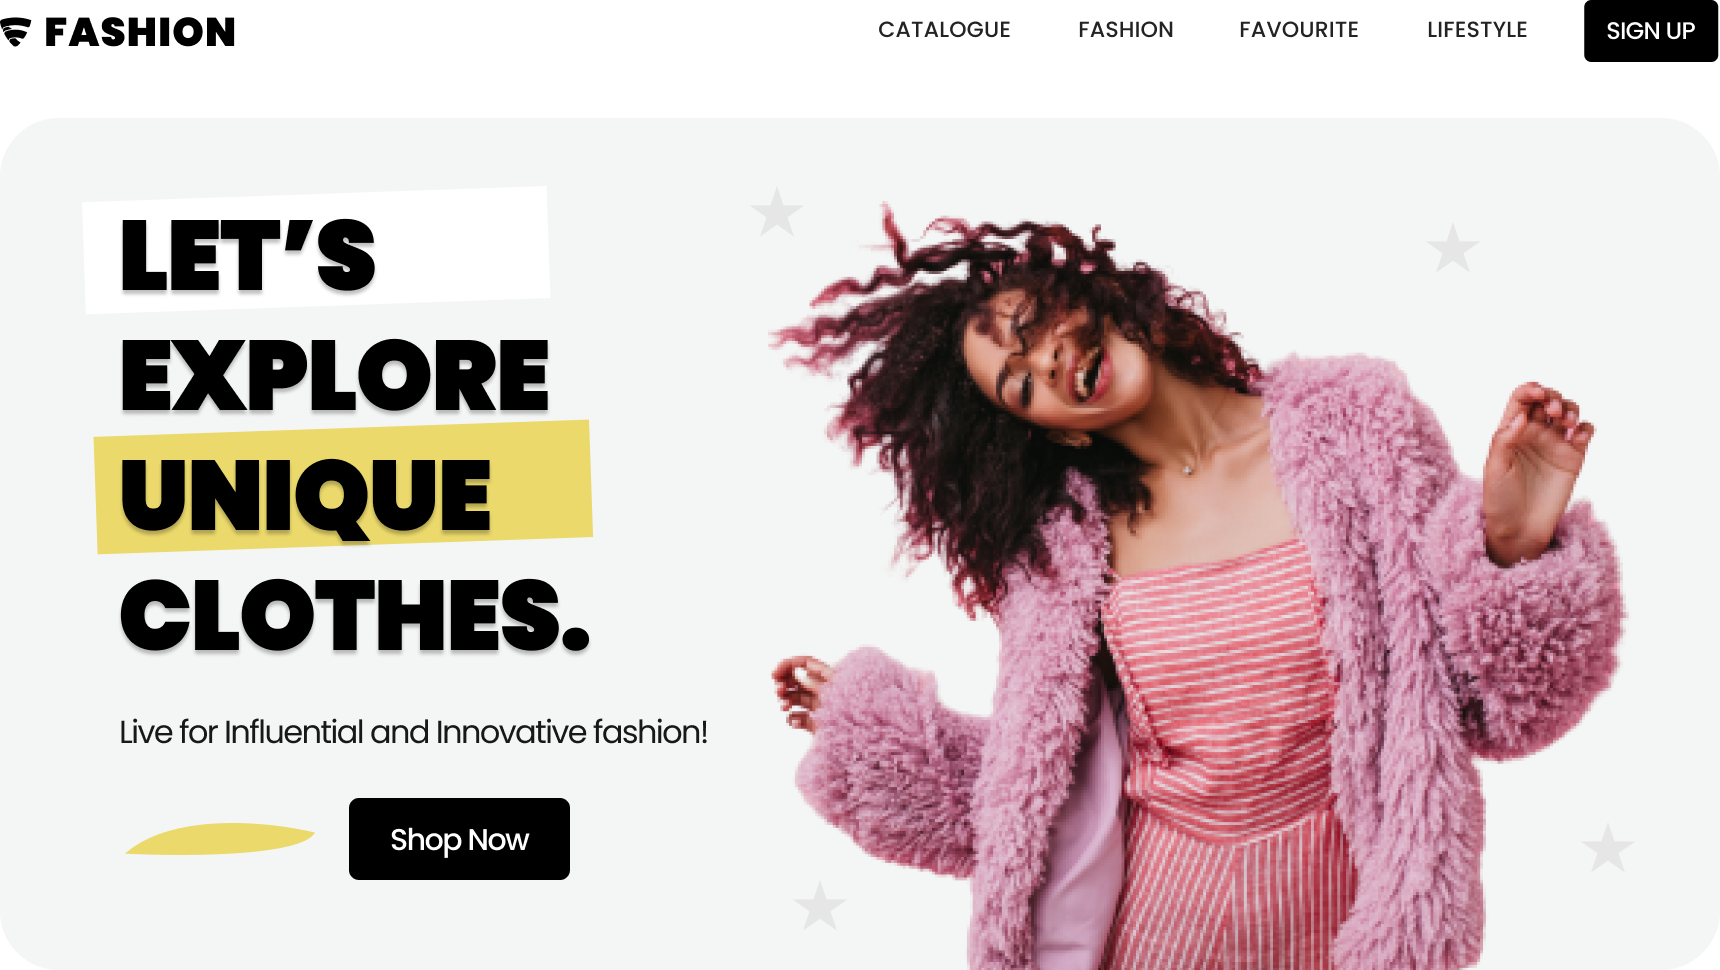 FASHION
CATALOGUE
FASHION
FAVOURITE
LIFESTYLE
SIGN UP
LET’S
EXPLORE
UNIQUE
CLOTHES.
Live for Influential and Innovative fashion!
Shop Now